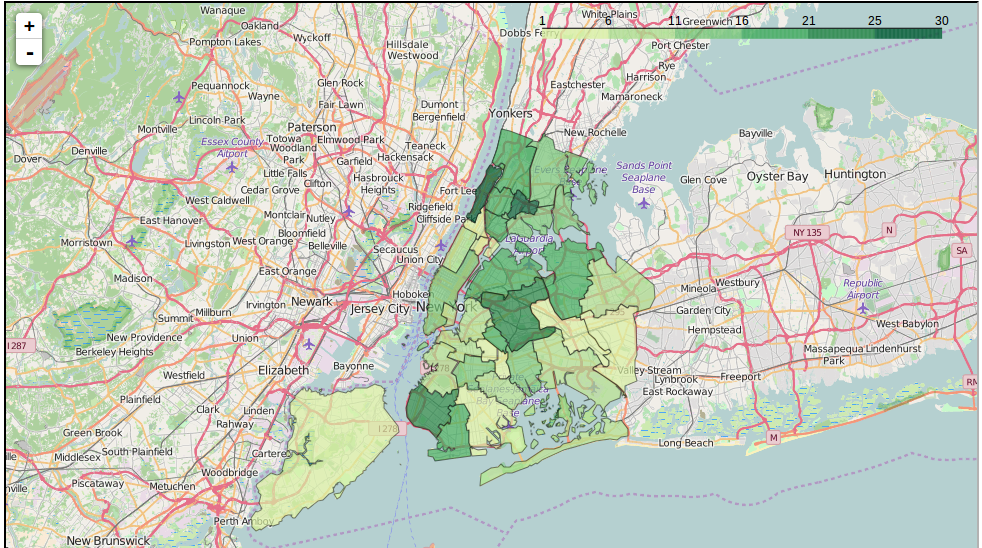 Wanaque
Oakland
Wyckoff
Pompton Lakes
Hillsdale
Westwood
Dobbs Ferry
White Plains
Greenwich
1 6 11 16 21 25 30
+
-
Port Chester
Rye
Harrison
Mamaroneck
Eastchester
Pequannock
Wayne
Glen Rock
Fair Lawn
Dumont
Bergenfield
Yonkers
Lincoln Park
Paterson
Montville
Totowa
Elmwood Park
Woodland
Park
Teaneck
Hackensack
New Rochelle
Bayville
Essex County
Airport
Denville
Dover
Garfield
Little Falls
Clifton
Hasbrouck
Heights
Fort Lee
Sands Point
Seaplane
Base
Glen Cove
Oyster Bay
Huntington
Cedar Grove
West Caldwell
Ridgefield
Cliffside Pa
Montclair
Nutley
East Hanover
Bloomfield
Belleville
Secaucus
Union City
LaGuardia
Airport
NY 135
N
SA
Morristown
Livingston
West Orange
East Orange
Madison
Mineola
Westbury
Republic
Airport
Hoboken
New York
Irvington
Newark
Jersey City
Millburn
Summit
Garden City
Hempstead
West Babylon
I 287
New Providence
Berkeley Heights
Union
Massapequa
Lindenhurst
Park
Elizabeth
Bayonne
Valley Stream
Lynbrook
Freeport
East Rockaway
Westfield
Plainfield
Clark
Linden
Rahway
I 278
Long Beach
M
Green Brook
South Plainfield
Middlesex
Cartere
Woodbridge
Piscataway
Metuchen
Perth Amboy
New Brunswick